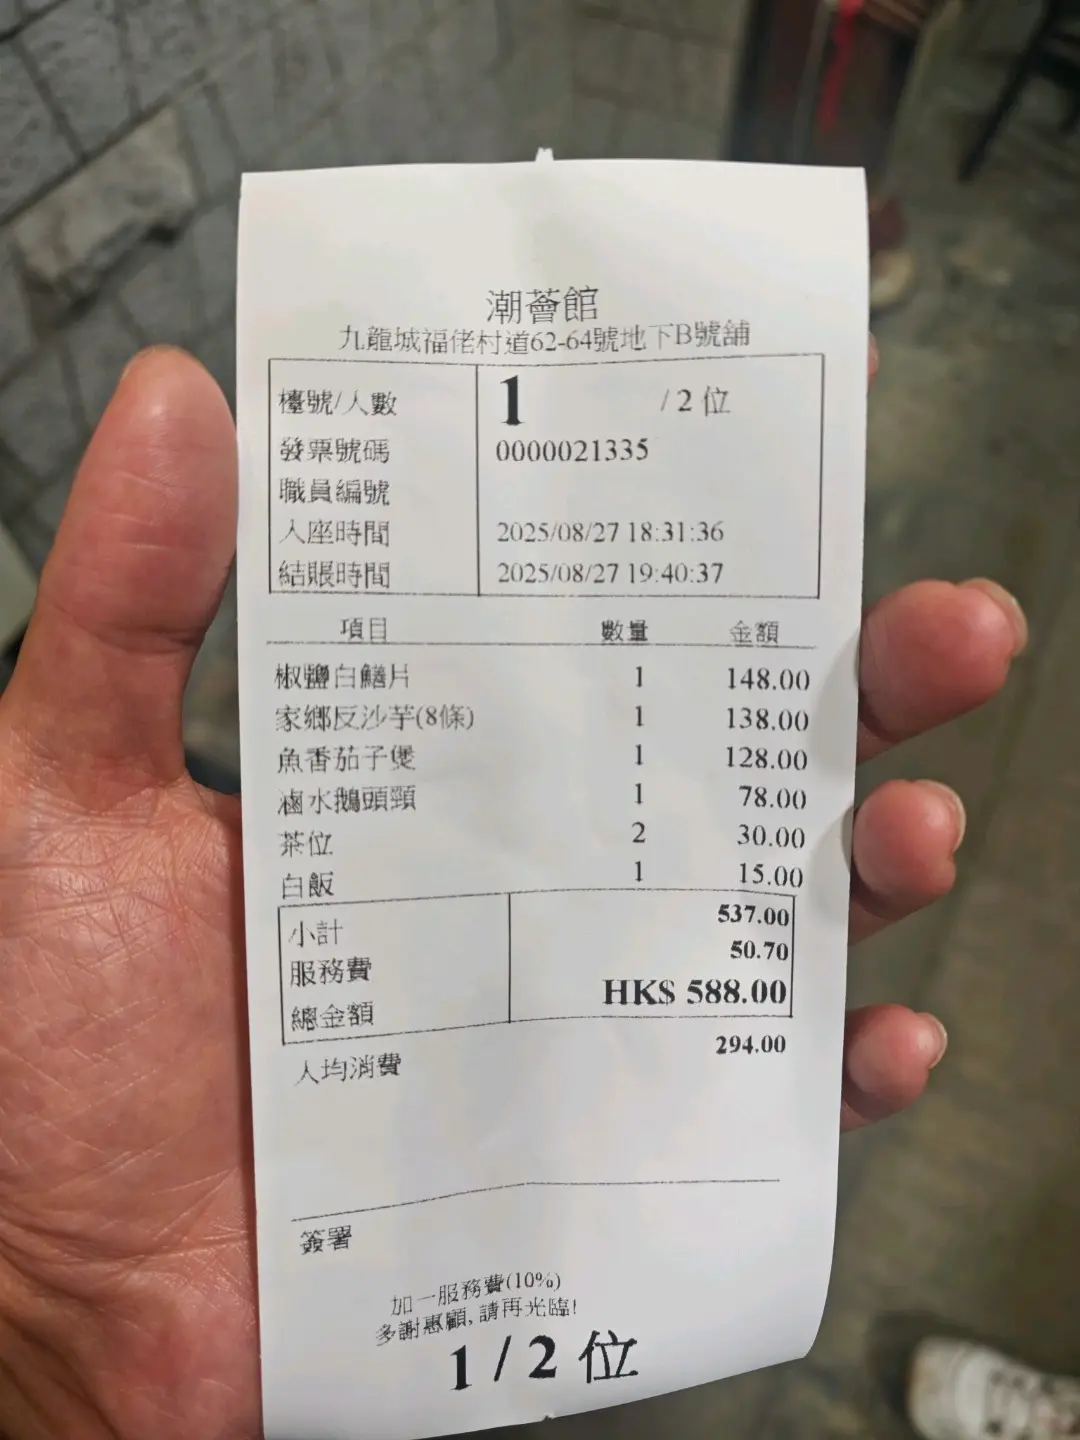 潮薈館
九龍城福佬村道62-64號地下B號舖
檯號/人數 1 / 2 位
發票號碼 0000021335
職員編號
入座時間 2025/08/27 18:31:36
結賬時間 2025/08/27 19:40:37
項目 數量 金額
椒鹽白鱔片 1 148.00
家鄉反沙芋(8條) 1 138.00
魚香茄子煲 1 128.00
滷水鵝頭頸 1 78.00
茶位 2 30.00
白飯 1 15.00
小計 537.00
服務費 50.70
總金額 HK$ 588.00
人均消費 294.00
簽署
加一服務費(10%)
多謝惠顧, 請再光臨!
1 / 2 位